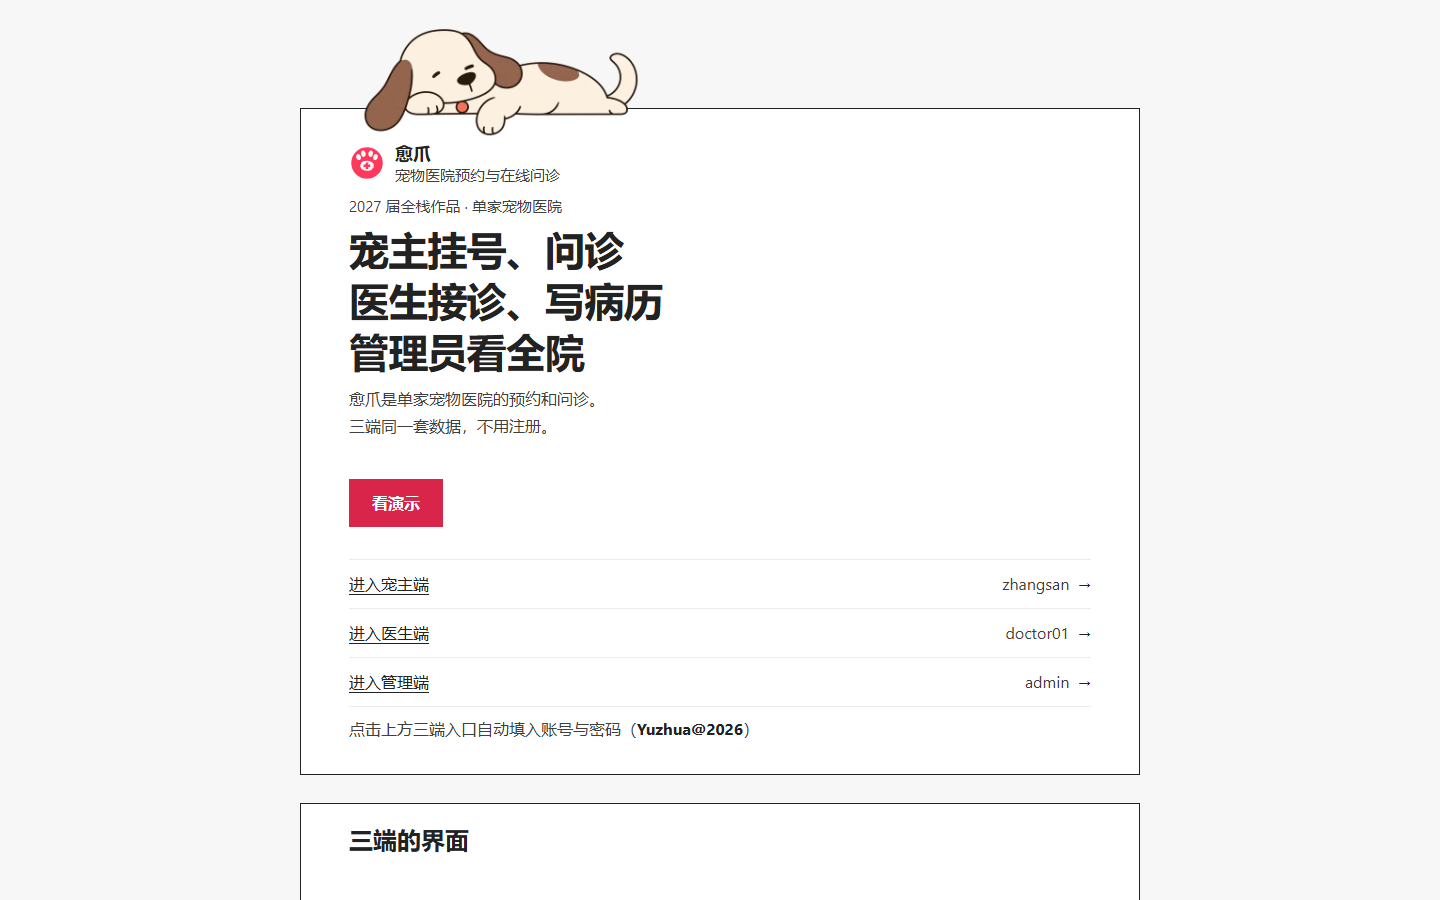 愈爪
宠物医院预约与在线问诊
2027 届全栈作品 · 单家宠物医院
宠主挂号、问诊
医生接诊、写病历
管理员看全院
愈爪是单家宠物医院的预约和问诊。
三端同一套数据，不用注册。
看演示
进入宠主端 zhangsan →
进入医生端 doctor01 →
进入管理端 admin →
点击上方三端入口自动填入账号与密码（Yuzhua@2026）
三端的界面